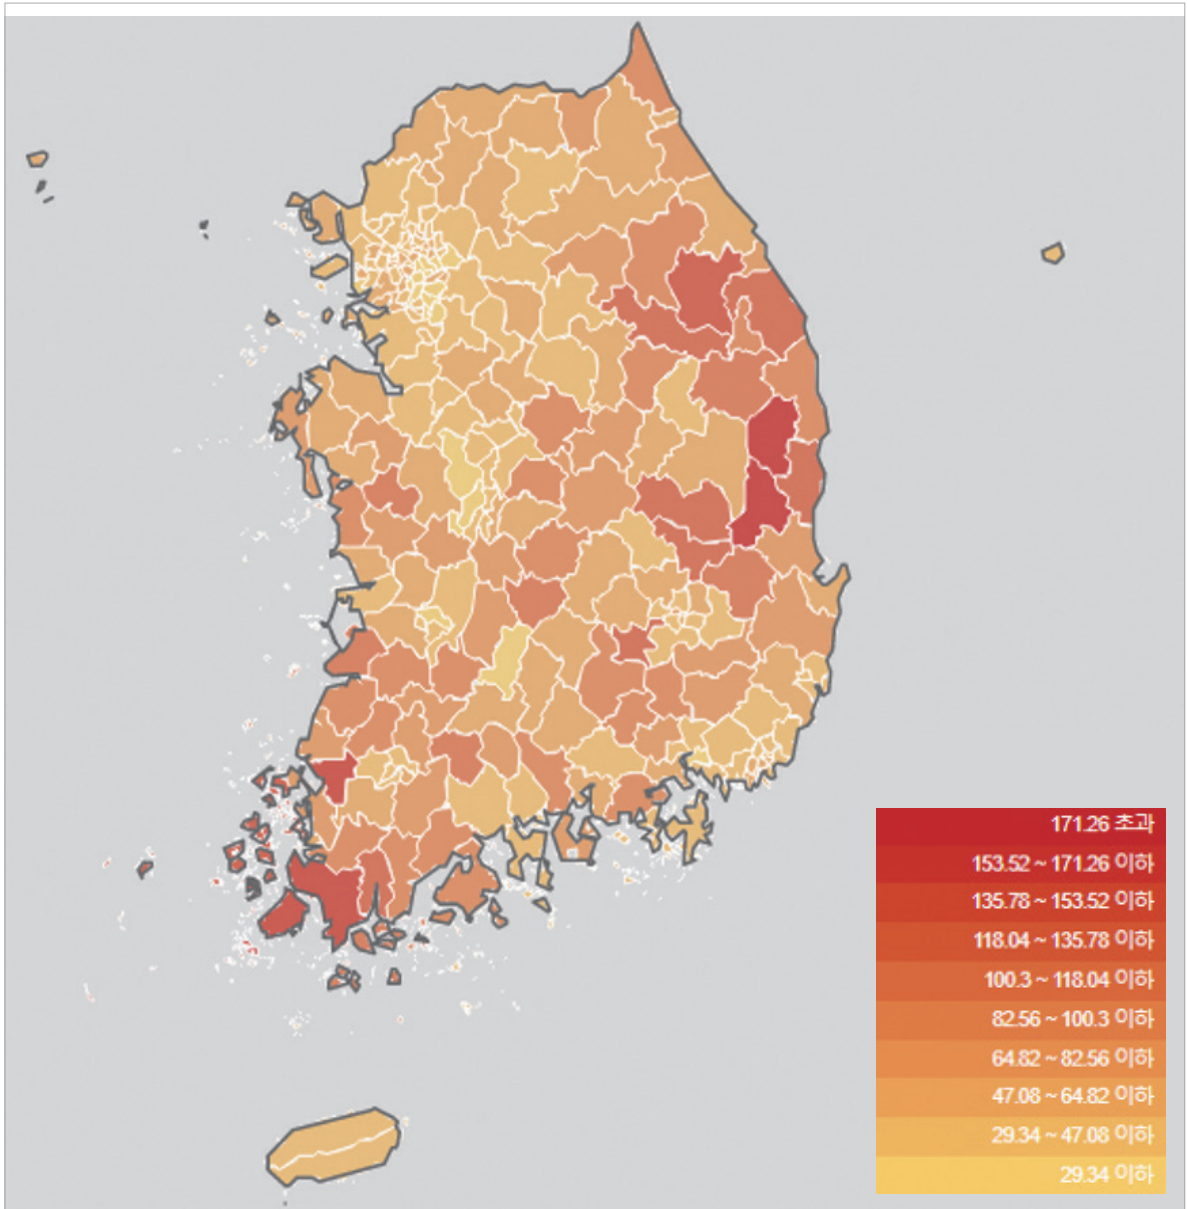 171.26 초과
153.52 ~ 171.26 이하
135.78 ~ 153.52 이하
118.04 ~ 135.78 이하
100.3 ~ 118.04 이하
82.56 ~ 100.3 이하
64.82 ~ 82.56 이하
47.08 ~ 64.82 이하
29.34 ~ 47.08 이하
29.34 이하